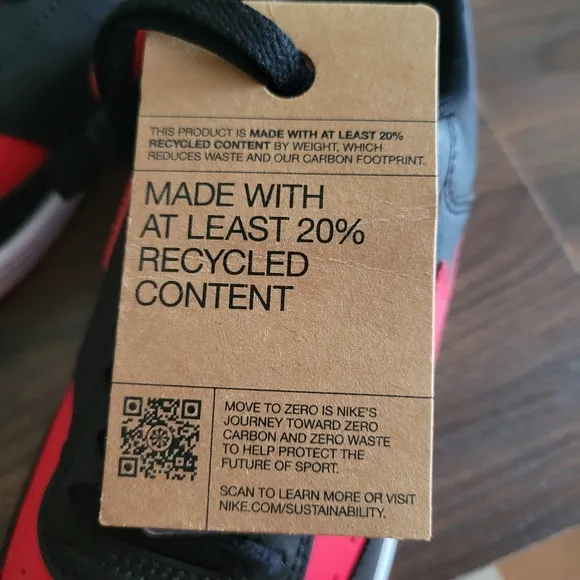 THIS PRODUCT IS MADE WITH AT LEAST 20%
RECYCLED CONTENT BY WEIGHT, WHICH
REDUCES WASTE AND OUR CARBON FOOTPRINT.
MADE WITH
AT LEAST 20%
RECYCLED
CONTENT
MOVE TO ZERO IS NIKE'S
JOURNEY TOWARD ZERO
CARBON AND ZERO WASTE
TO HELP PROTECT THE
FUTURE OF SPORT.
SCAN TO LEARN MORE OR VISIT
NIKE.COM/SUSTAINABILITY.